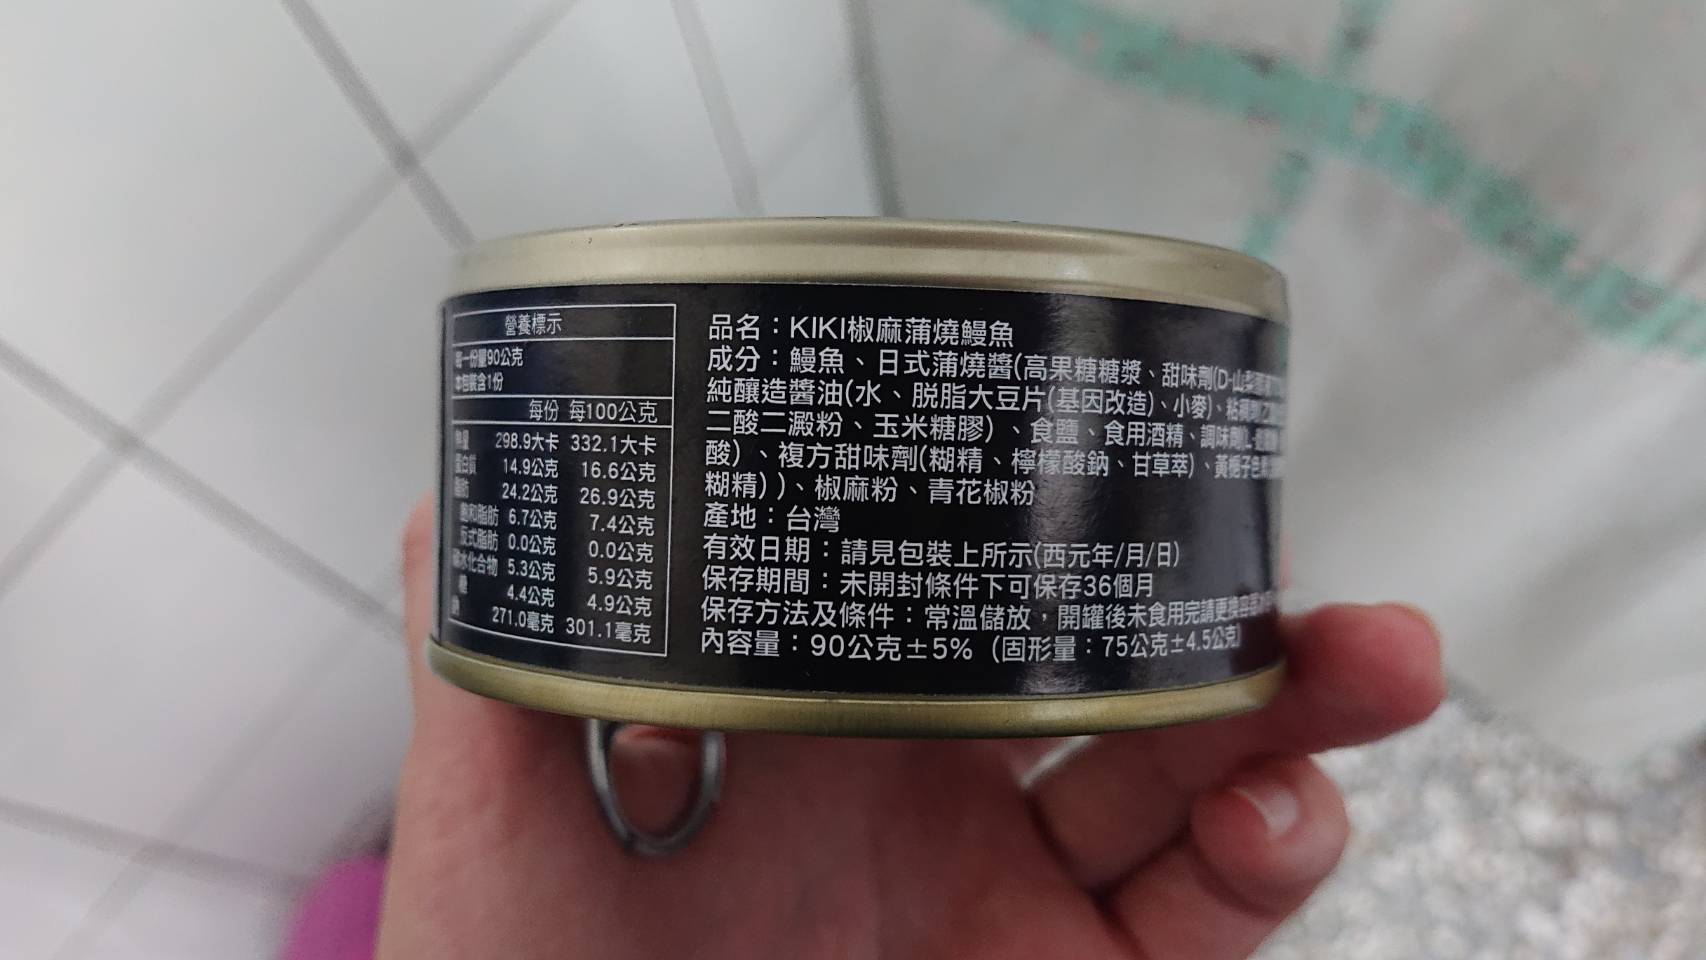 營養標示
每一份量90公克
本包裝含1份
每份 每100公克
熱量 298.9大卡 332.1大卡
蛋白質 14.9公克 16.6公克
脂肪 24.2公克 26.9公克
飽和脂肪 6.7公克 7.4公克
反式脂肪 0.0公克 0.0公克
碳水化合物 5.3公克 5.9公克
糖 4.4公克 4.9公克
鈉 271.0毫克 301.1毫克
品名：KIKI椒麻蒲燒鰻魚
成分：鰻魚、日式蒲燒醬(高果糖糖漿、甜味劑(D-山梨
純釀造醬油(水、脱脂大豆片(基因改造)、小麥)、粘稠劑
二酸二澱粉、玉米糖膠)、食鹽、食用酒精、調味劑(L-
酸)、複方甜味劑(糊精、檸檬酸鈉、甘草萃)、黃梔子色素
糊精))、椒麻粉、青花椒粉
產地：台灣
有效日期：請見包裝上所示(西元年/月/日)
保存期間：未開封條件下可保存36個月
保存方法及條件：常溫儲放，開罐後未食用完請更換容器
內容量：90公克±5% (固形量：75公克±4.5公克)